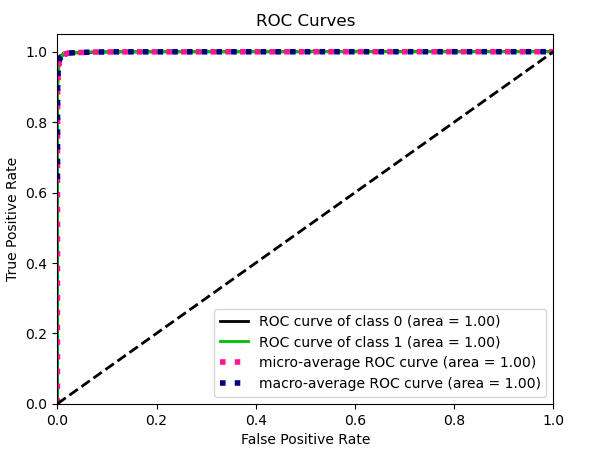 ROC Curves
True Positive Rate
1.0
0.8
0.6
0.4
0.2
0.0
ROC curve of class 0 (area = 1.00)
ROC curve of class 1 (area = 1.00)
micro-average ROC curve (area = 1.00)
macro-average ROC curve (area = 1.00)
0.0 0.2 0.4 0.6 0.8 1.0
False Positive Rate